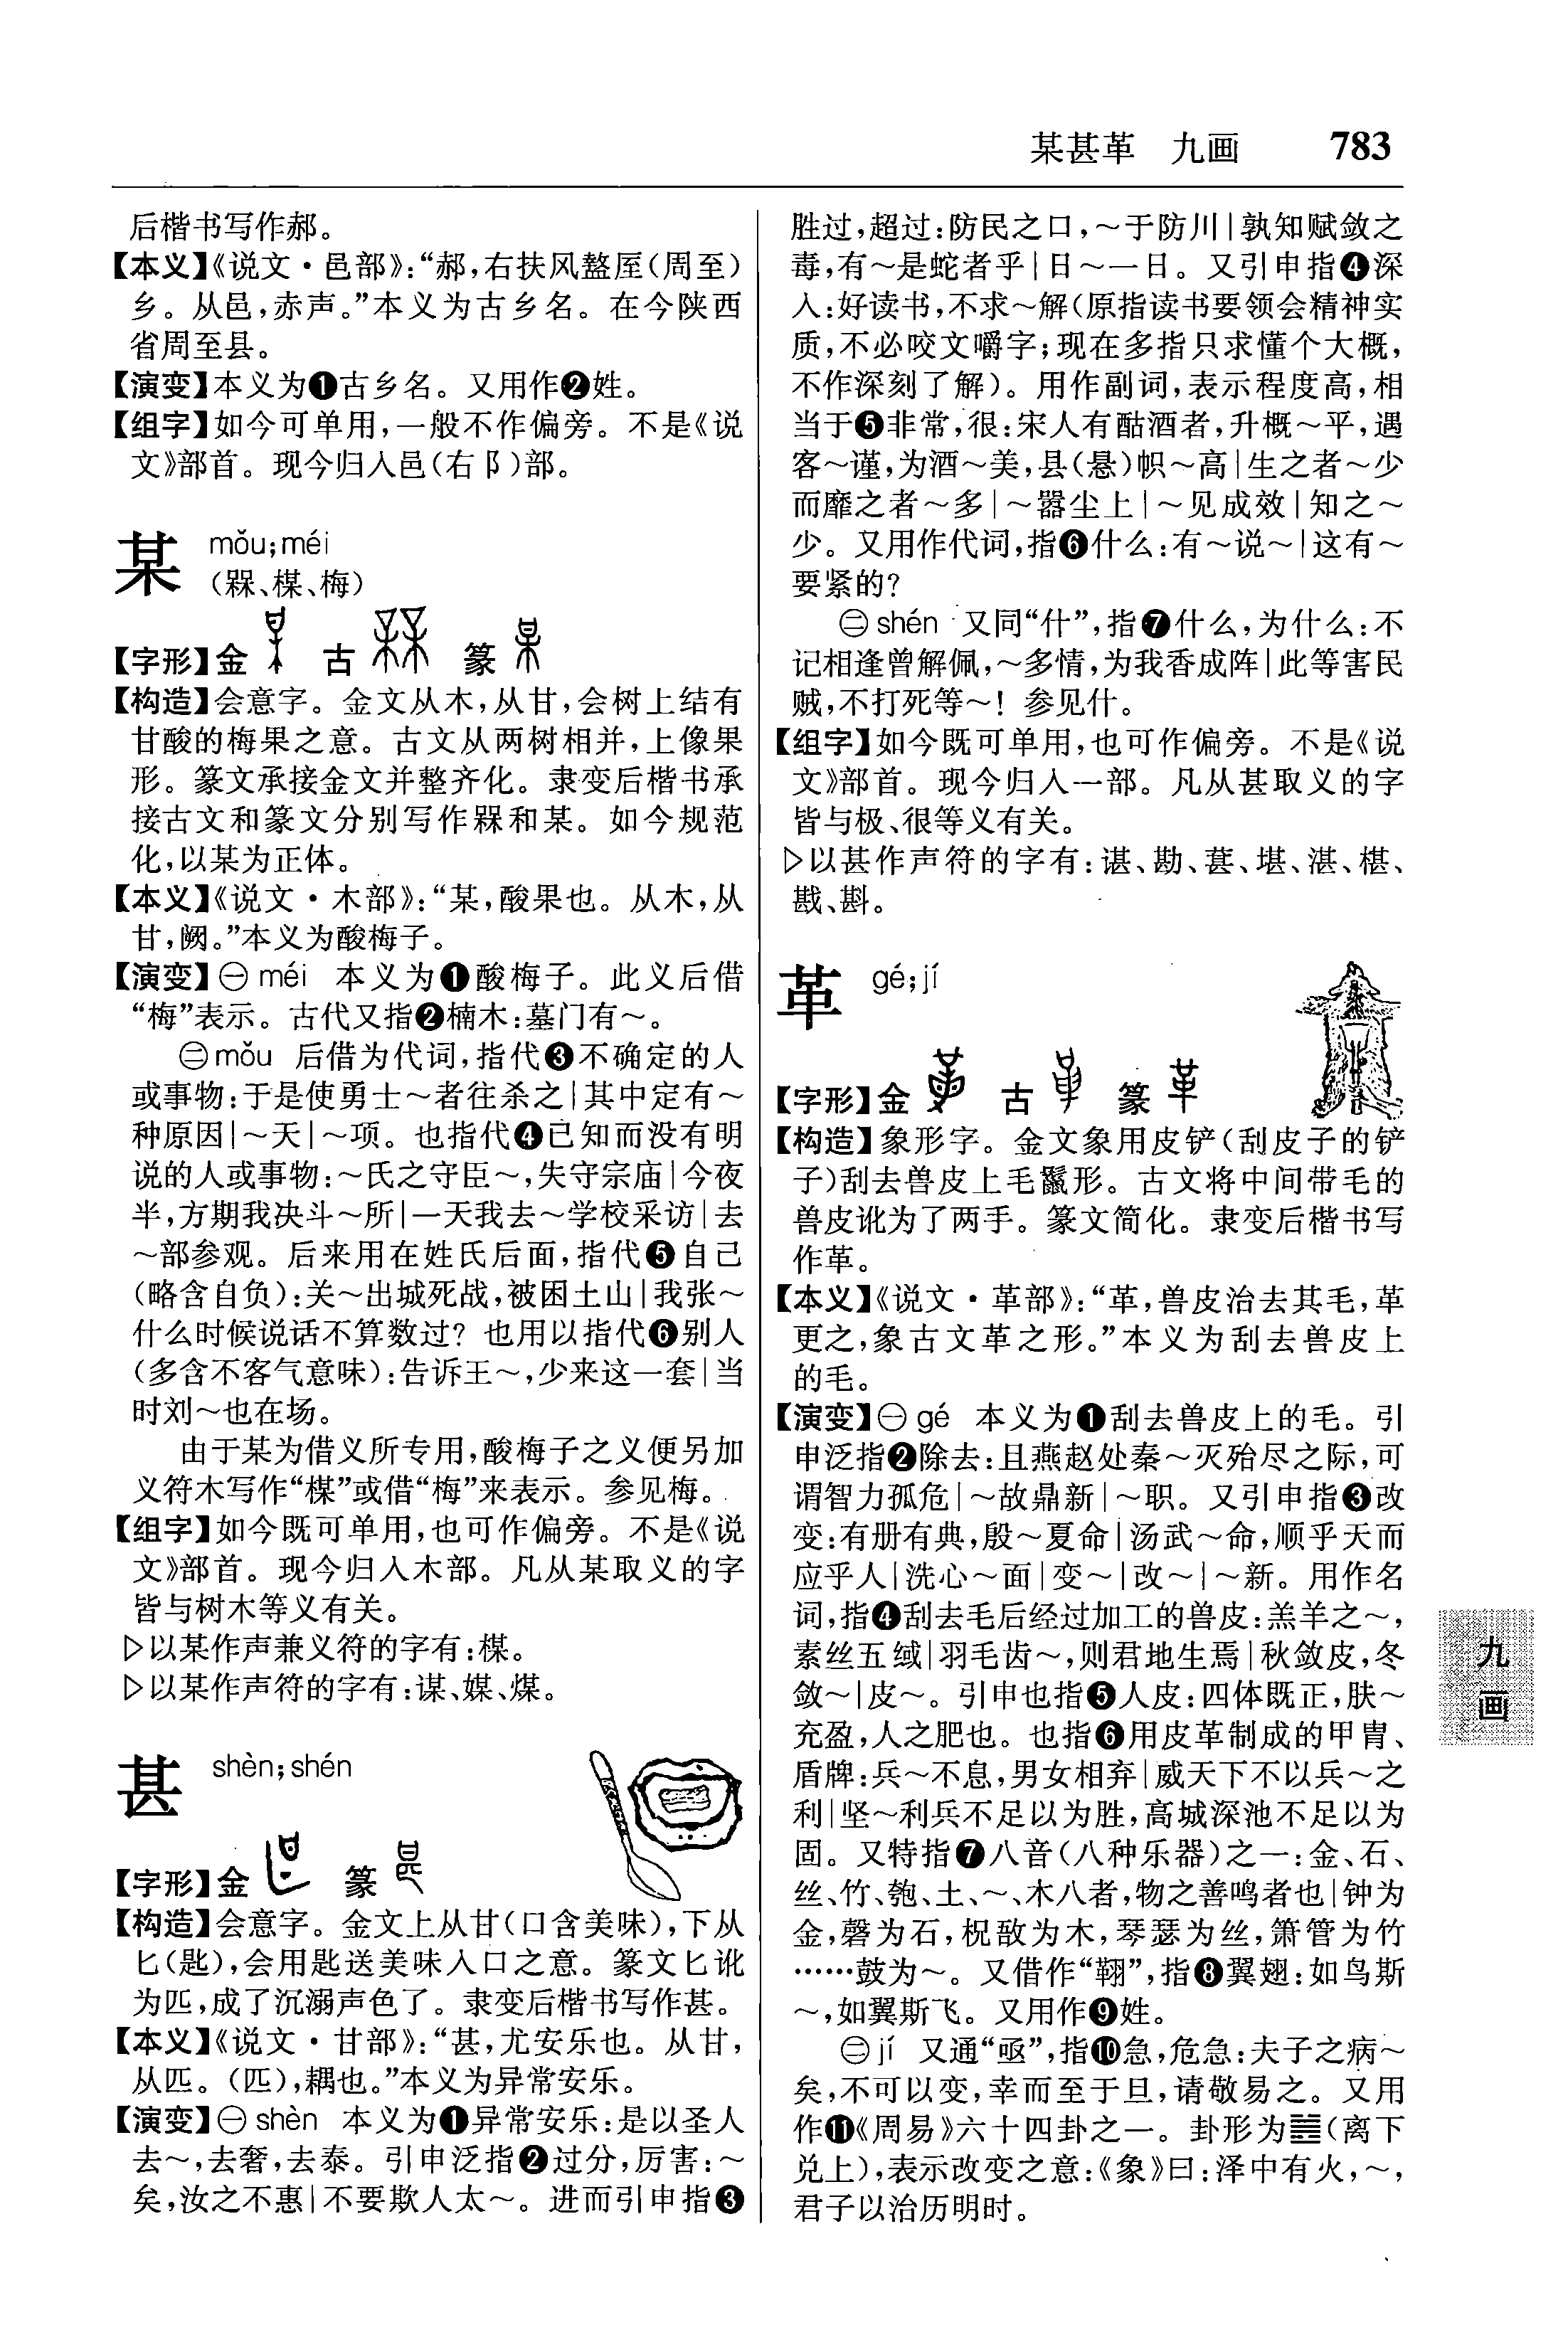 某甚革 九画 783
后楷书写作郝。
【本义】《说文·邑部》：“郝，右扶风盩厔（周至）
乡。从邑，赤声。”本义为古乡名。在今陕西
省周至县。
【演变】本义为❶古乡名。又用作❷姓。
【组字】如今可单用，一般不作偏旁。不是《说
文》部首。现今归入邑（右阝）部。
某 mǒu；méi
（槑、楳、梅）
【字形】金 古 篆
【构造】会意字。金文从木，从甘，会树上结有
甘酸的梅果之意。古文从两树相并，上像果
形。篆文承接金文并整齐化。隶变后楷书承
接古文和篆文分别写作槑和某。如今规范
化，以某为正体。
【本义】《说文·木部》：“某，酸果也。从木，从
甘，阙。”本义为酸梅子。
【演变】㊀méi 本义为❶酸梅子。此义后借
“梅”表示。古代又指❷楠木：墓门有～。
㊁mǒu 后借为代词，指代❸不确定的人
或事物：于是使勇士～者往杀之｜其中定有～
种原因｜～天｜～项。也指代❹已知而没有明
说的人或事物：～氏之守臣～，失守宗庙｜今夜
半，方期我决斗～所｜一天我去～学校采访｜去
～部参观。后来用在姓氏后面，指代❺自己
（略含自负）：关～出城死战，被困土山｜我张～
什么时候说话不算数过？也用以指代❻别人
（多含不客气意味）：告诉王～，少来这一套｜当
时刘～也在场。
由于某为借义所专用，酸梅子之义便另加
义符木写作“楳”或借“梅”来表示。参见梅。
【组字】如今既可单用，也可作偏旁。不是《说
文》部首。现今归入木部。凡从某取义的字
皆与树木等义有关。
▷以某作声兼义符的字有：楳。
▷以某作声符的字有：谋、媒、煤。
甚 shèn；shén
【字形】金 篆
【构造】会意字。金文上从甘（口含美味），下从
匕（匙），会用匙送美味入口之意。篆文匕讹
为匹，成了沉溺声色了。隶变后楷书写作甚。
【本义】《说文·甘部》：“甚，尤安乐也。从甘，
从匹。（匹），耦也。”本义为异常安乐。
【演变】㊀shèn 本义为❶异常安乐：是以圣人
去～，去奢，去泰。引申泛指❷过分，厉害：～
矣，汝之不惠｜不要欺人太～。进而引申指❸
胜过，超过：防民之口，～于防川｜孰知赋敛之
毒，有～是蛇者乎｜日～一日。又引申指❹深
入：好读书，不求～解（原指读书要领会精神实
质，不必咬文嚼字；现在多指只求懂个大概，
不作深刻了解）。用作副词，表示程度高，相
当于❺非常，很：宋人有酤酒者，升概～平，遇
客～谨，为酒～美，县（悬）帜～高｜生之者～少
而靡之者～多｜～嚣尘上｜～见成效｜知之～
少。又用作代词，指❻什么：有～说～｜这有～
要紧的？
㊁shén 又同“什”，指❼什么，为什么：不
记相逢曾解佩，～多情，为我香成阵｜此等害民
贼，不打死等～！参见什。
【组字】如今既可单用，也可作偏旁。不是《说
文》部首。现今归入一部。凡从甚取义的字
皆与极、很等义有关。
▷以甚作声符的字有：谌、勘、葚、堪、湛、椹、
戡、斟。
革 gé；jí
【字形】金 古 篆
【构造】象形字。金文象用皮铲（刮皮子的铲
子）刮去兽皮上毛鬣形。古文将中间带毛的
兽皮讹为了两手。篆文简化。隶变后楷书写
作革。
【本义】《说文·革部》：“革，兽皮治去其毛，革
更之，象古文革之形。”本义为刮去兽皮上
的毛。
【演变】㊀gé 本义为❶刮去兽皮上的毛。引
申泛指❷除去：且燕赵处秦～灭殆尽之际，可
谓智力孤危｜～故鼎新｜～职。又引申指❸改
变：有册有典，殷～夏命｜汤武～命，顺乎天而
应乎人｜洗心～面｜变～｜改～｜～新。用作名
词，指❹刮去毛后经过加工的兽皮：羔羊之～，
素丝五绒｜羽毛齿～，则君地生焉｜秋敛皮，冬
敛～｜皮～。引申也指❺人皮：四体既正，肤～
充盈，人之肥也。也指❻用皮革制成的甲胄、
盾牌：兵～不息，男女相弃｜威天下不以兵～之
利｜坚～利兵不足以为胜，高城深池不足以为
固。又特指❼八音（八种乐器）之一：金、石、
丝、竹、匏、土、～、木八者，物之善鸣者也｜钟为
金，磬为石，柷敔为木，琴瑟为丝，箫管为竹
……鼓为～。又借作“翱”，指❽翼翅：如鸟斯
～，如翼斯飞。又用作❾姓。
㊁jí 又通“亟”，指❿急，危急：夫子之病～
矣，不可以变，幸而至于旦，请敬易之。又用
作⓫《周易》六十四卦之一。卦形为䷰（离下
兑上），表示改变之意：《象》曰：泽中有火，～，
君子以治历明时。
九
画